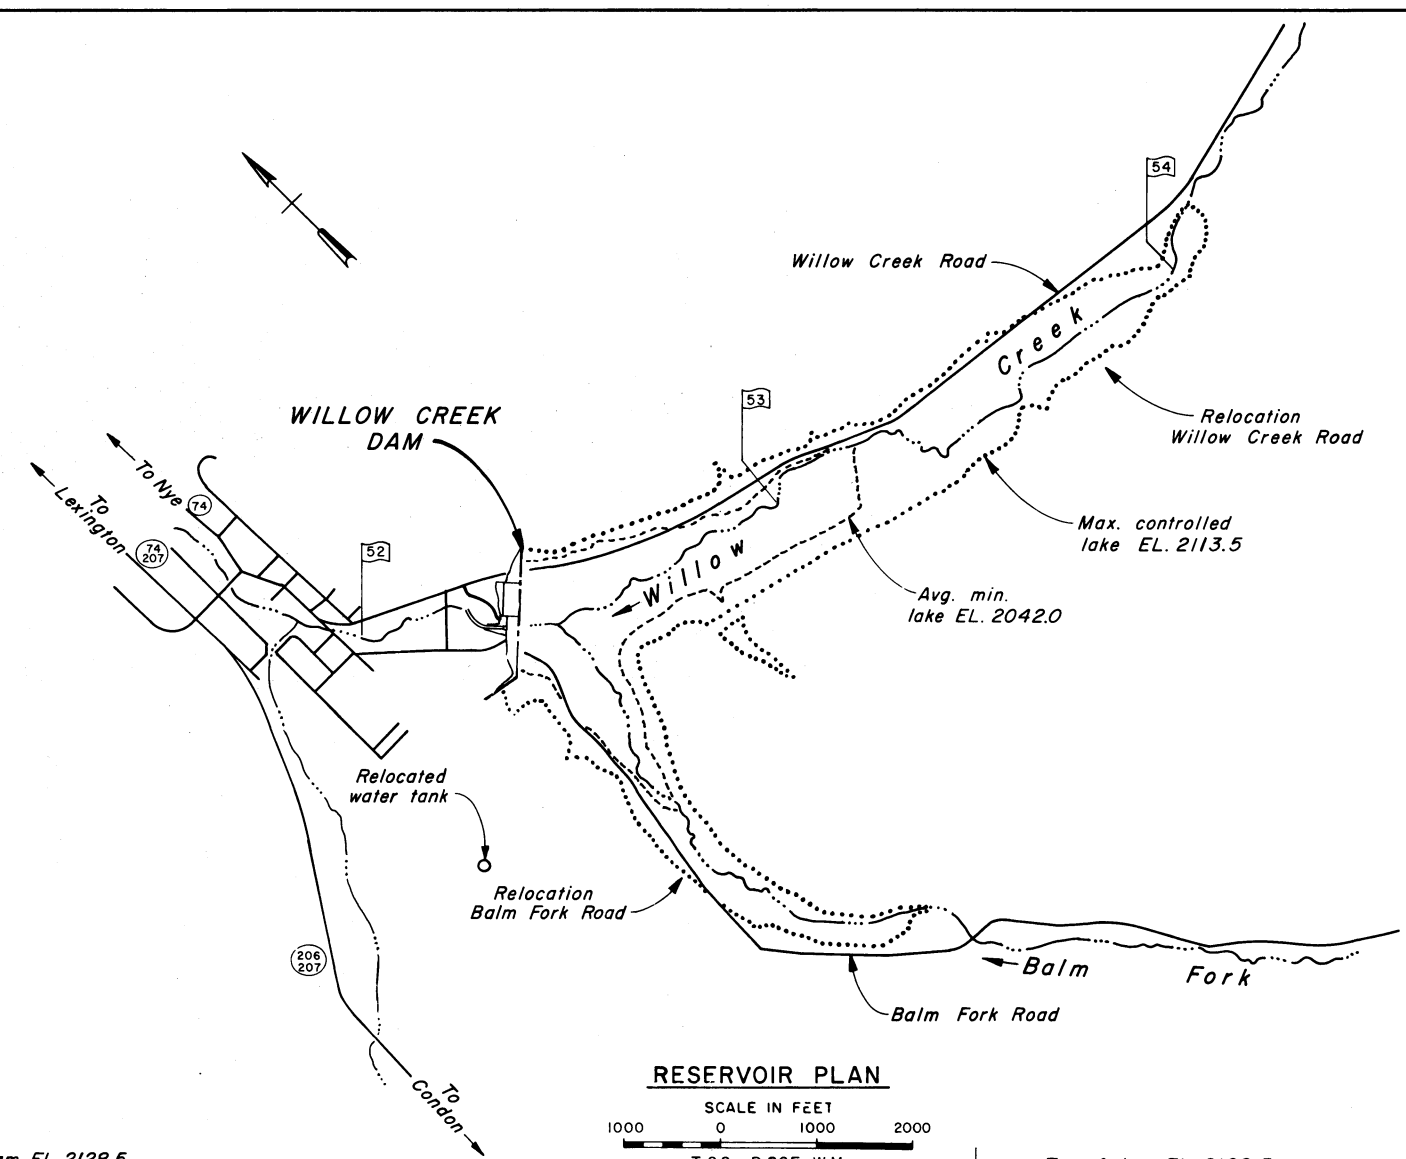 54
Willow Creek Road
Creek
53
WILLOW CREEK
DAM
Relocation
Willow Creek Road
To Nye
74
To
Lexington
74
207
52
Max. controlled
lake EL. 2113.5
Willow
Avg. min.
lake EL. 2042.0
Relocated
water tank
Relocation
Balm Fork Road
206
207
Balm Fork
Balm Fork Road
To
Condon
RESERVOIR PLAN
SCALE IN FEET
1000 0 1000 2000